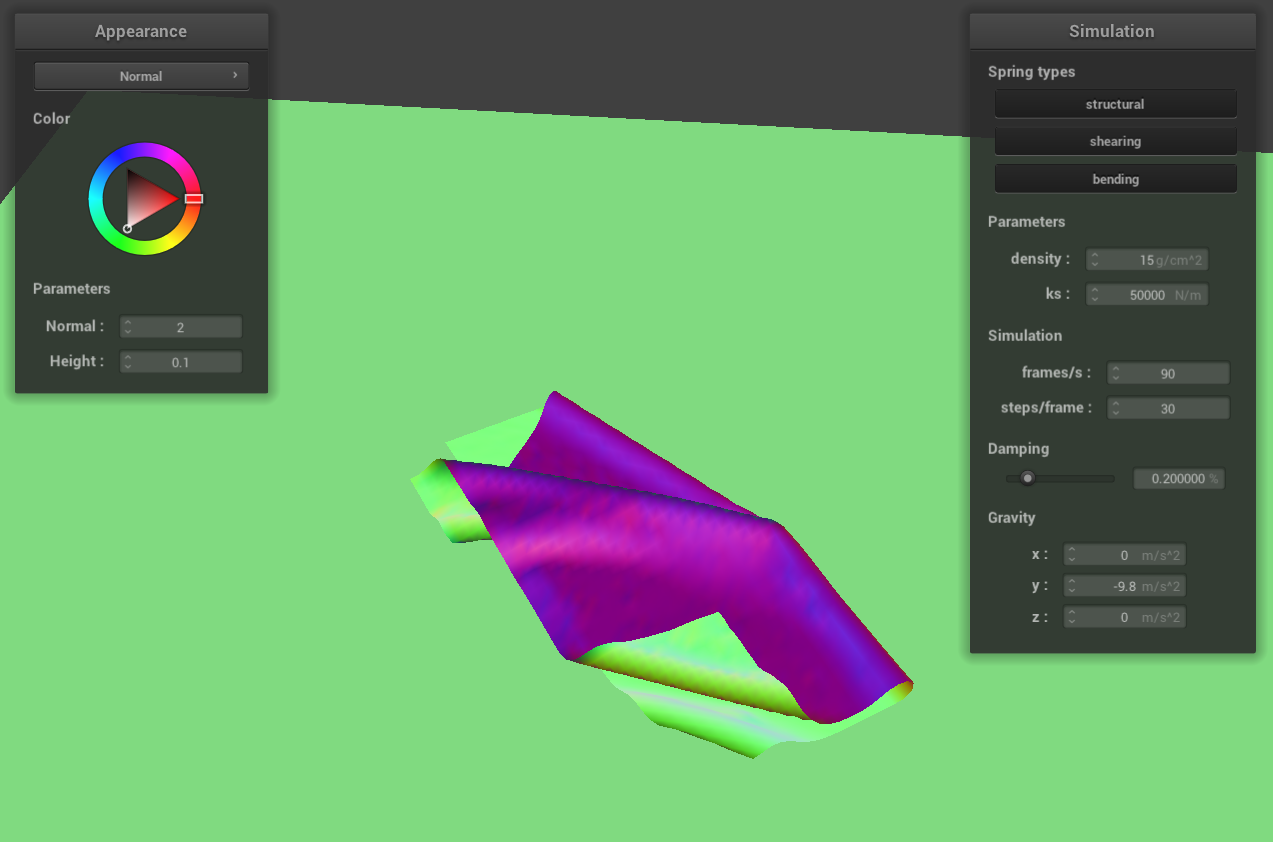 Appearance
Normal
Color
Parameters
Normal : 2
Height : 0.1
Simulation
Spring types
structural
shearing
bending
Parameters
density : 15 g/cm^2
ks : 50000 N/m
Simulation
frames/s : 90
steps/frame : 30
Damping
0.200000 %
Gravity
x : 0 m/s^2
y : -9.8 m/s^2
z : 0 m/s^2